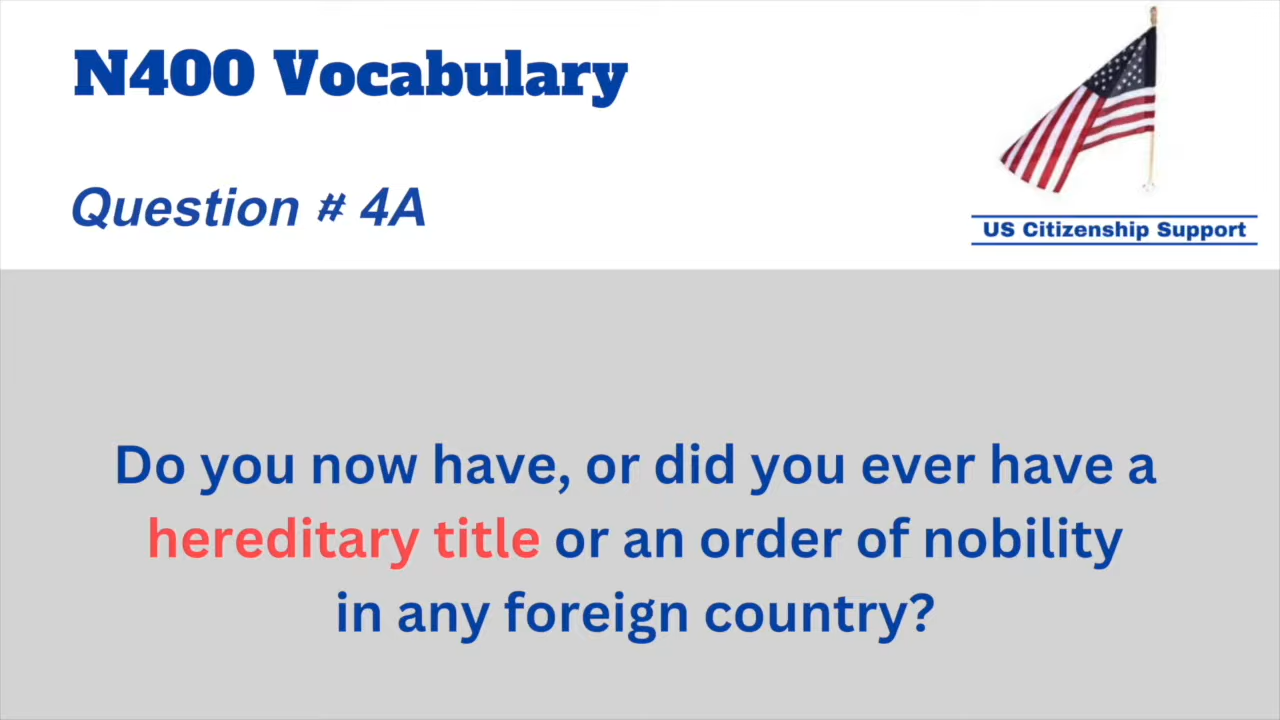 N400 Vocabulary
Question # 4A
US Citizenship Support
Do you now have, or did you ever have a
hereditary title or an order of nobility
in any foreign country?